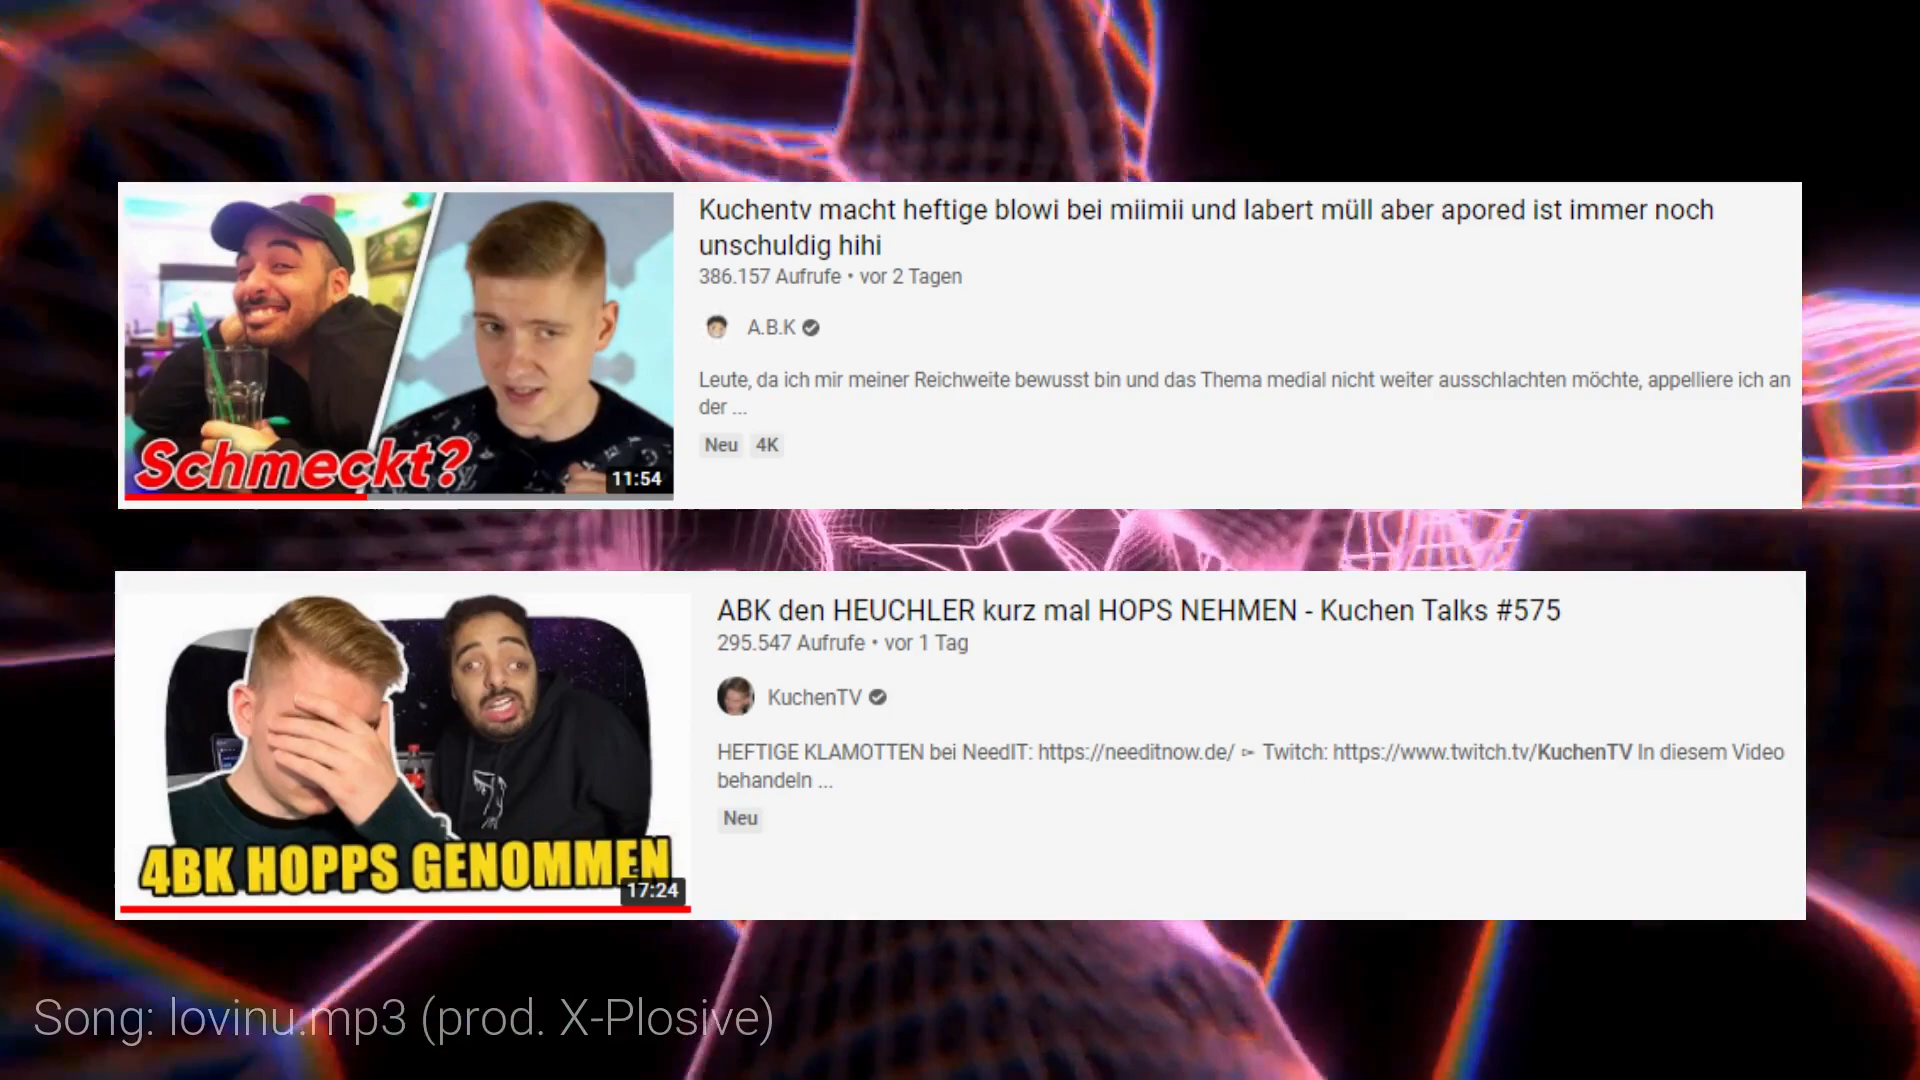 Kuchentv macht heftige blowi bei miimii und labert müll aber apored ist immer noch
unschuldig hihi
386.157 Aufrufe • vor 2 Tagen
A.B.K
Leute, da ich mir meiner Reichweite bewusst bin und das Thema medial nicht weiter ausschlachten möchte, appelliere ich an
der ...
Neu 4K
Schmeckt?
11:54
ABK den HEUCHLER kurz mal HOPS NEHMEN - Kuchen Talks #575
295.547 Aufrufe • vor 1 Tag
KuchenTV
HEFTIGE KLAMOTTEN bei NeedIT: https://needitnow.de/ ⊳ Twitch: https://www.twitch.tv/KuchenTV In diesem Video
behandeln ...
Neu
4BK HOPPS GENOMMEN
17:24
Song: lovinu.mp3 (prod. X-Plosive)